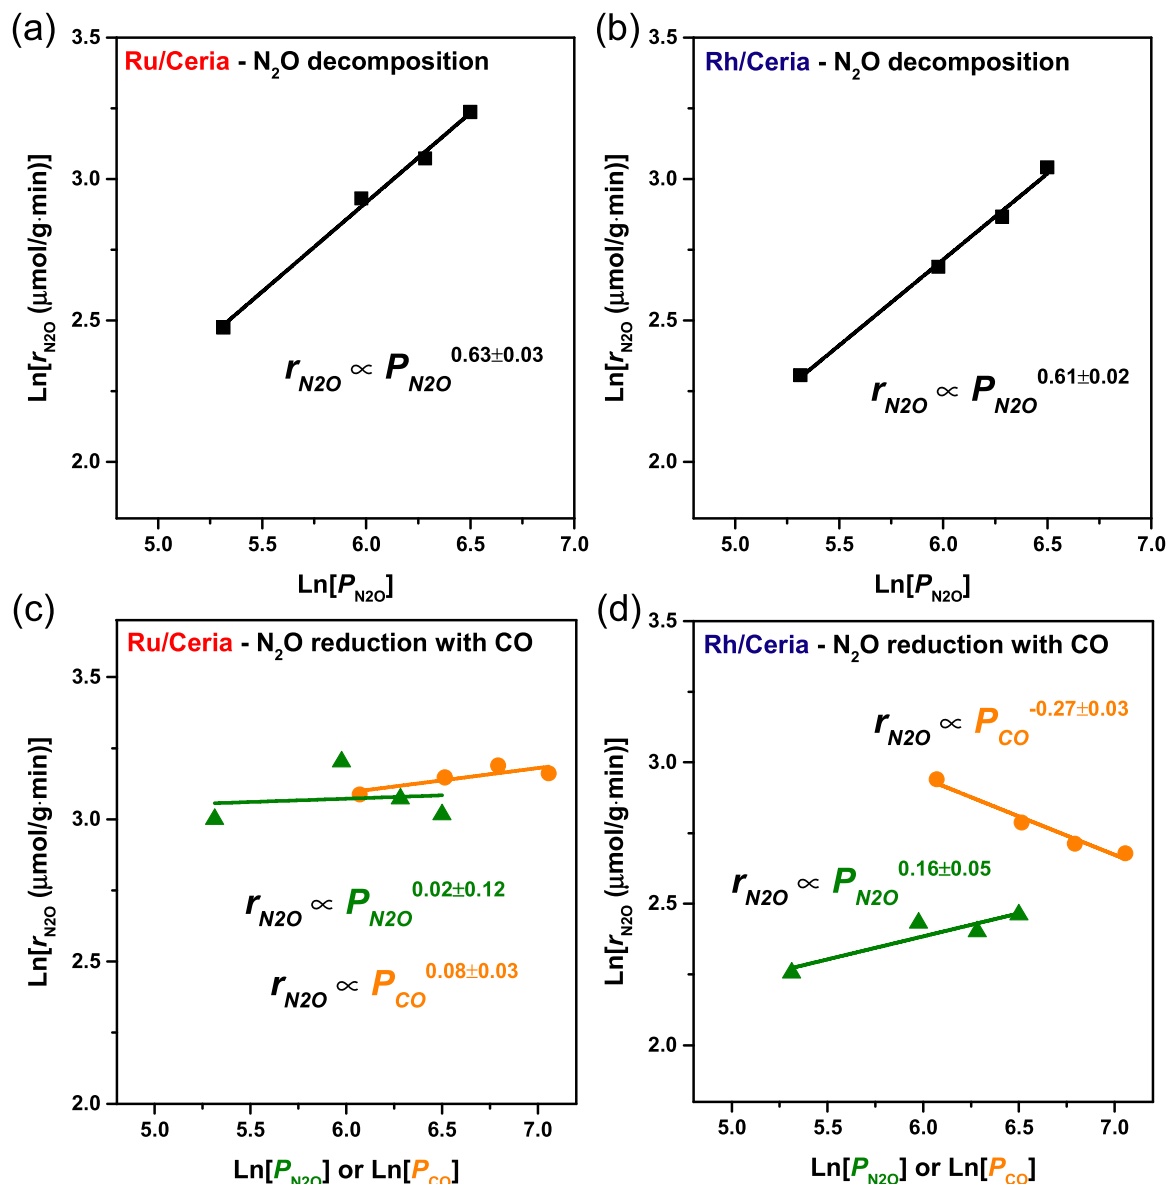 (a)
Ru/Ceria - N2O decomposition
3.5
3.0
2.5
2.0
Ln[rN2O (μmol/g·min)]
rN2O ∝ PN2O0.63±0.03
5.0 5.5 6.0 6.5 7.0
Ln[PN2O]
(b)
Rh/Ceria - N2O decomposition
3.5
3.0
2.5
2.0
Ln[rN2O (μmol/g·min)]
rN2O ∝ PN2O0.61±0.02
5.0 5.5 6.0 6.5 7.0
Ln[PN2O]
(c)
Ru/Ceria - N2O reduction with CO
3.5
3.0
2.5
2.0
Ln[rN2O (μmol/g·min)]
rN2O ∝ PN2O0.02±0.12
rN2O ∝ PCO0.08±0.03
5.0 5.5 6.0 6.5 7.0
Ln[PN2O] or Ln[PCO]
(d)
Rh/Ceria - N2O reduction with CO
3.5
3.0
2.5
2.0
Ln[rN2O (μmol/g·min)]
rN2O ∝ PCO-0.27±0.03
rN2O ∝ PN2O0.16±0.05
5.0 5.5 6.0 6.5 7.0
Ln[PN2O] or Ln[PCO]